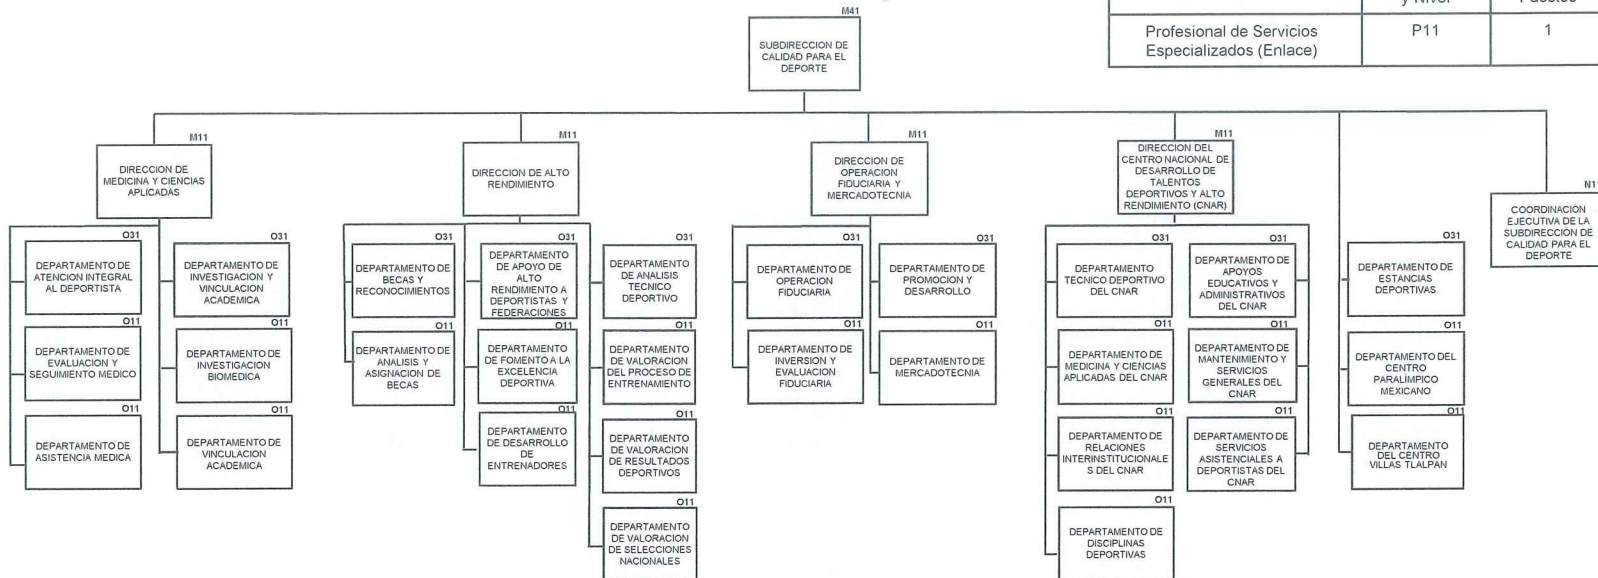 y Nivel
Puestos
Profesional de Servicios
Especializados (Enlace)
P11
1
M41
SUBDIRECCION DE
CALIDAD PARA EL
DEPORTE
M11
DIRECCION DE
MEDICINA Y CIENCIAS
APLICADAS
M11
DIRECCION DE ALTO
RENDIMIENTO
M11
DIRECCION DE
OPERACION
FIDUCIARIA Y
MERCADOTECNIA
M11
DIRECCION DEL
CENTRO NACIONAL DE
DESARROLLO DE
TALENTOS
DEPORTIVOS Y ALTO
RENDIMIENTO (CNAR)
N11
COORDINACIÓN
EJECUTIVA DE LA
SUBDIRECCIÓN DE
CALIDAD PARA EL
DEPORTE
O31
DEPARTAMENTO DE
ATENCION INTEGRAL
AL DEPORTISTA
O11
DEPARTAMENTO DE
EVALUACION Y
SEGUIMIENTO MEDICO
O11
DEPARTAMENTO DE
ASISTENCIA MEDICA
O31
DEPARTAMENTO DE
INVESTIGACION Y
VINCULACION
ACADEMICA
O11
DEPARTAMENTO DE
INVESTIGACION
BIOMEDICA
O11
DEPARTAMENTO DE
VINCULACION
ACADEMICA
O31
DEPARTAMENTO DE
BECAS Y
RECONOCIMIENTOS
O11
DEPARTAMENTO DE
ANALISIS Y
ASIGNACION DE
BECAS
O31
DEPARTAMENTO
DE APOYO DE
ALTO
RENDIMIENTO A
DEPORTISTAS Y
FEDERACIONES
O11
DEPARTAMENTO
DE FOMENTO A LA
EXCELENCIA
DEPORTIVA
O11
DEPARTAMENTO
DE DESARROLLO
DE
ENTRENADORES
O31
DEPARTAMENTO
DE ANALISIS
TECNICO
DEPORTIVO
O11
DEPARTAMENTO
DE VALORACION
DEL PROCESO DE
ENTRENAMIENTO
O11
DEPARTAMENTO
DE VALORACION
DE RESULTADOS
DEPORTIVOS
O11
DEPARTAMENTO
DE VALORACION
DE SELECCIONES
NACIONALES
O31
DEPARTAMENTO DE
OPERACION
FIDUCIARIA
O11
DEPARTAMENTO DE
INVERSION Y
EVALUACION
FIDUCIARIA
O31
DEPARTAMENTO DE
PROMOCION Y
DESARROLLO
O11
DEPARTAMENTO DE
MERCADOTECNIA
O31
DEPARTAMENTO
TECNICO DEPORTIVO
DEL CNAR
O11
DEPARTAMENTO DE
MEDICINA Y CIENCIAS
APLICADAS DEL CNAR
O11
DEPARTAMENTO DE
RELACIONES
INTERINSTITUCIONALE
S DEL CNAR
O11
DEPARTAMENTO DE
DISCIPLINAS
DEPORTIVAS
O31
DEPARTAMENTO DE
APOYOS
EDUCATIVOS Y
ADMINISTRATIVOS
DEL CNAR
O11
DEPARTAMENTO DE
MANTENIMIENTO Y
SERVICIOS
GENERALES DEL
CNAR
O11
DEPARTAMENTO DE
SERVICIOS
ASISTENCIALES A
DEPORTISTAS DEL
CNAR
O31
DEPARTAMENTO DE
ESTANCIAS
DEPORTIVAS
O11
DEPARTAMENTO DEL
CENTRO
PARALÍMPICO
MEXICANO
O11
DEPARTAMENTO
DEL CENTRO
VILLAS TLALPAN